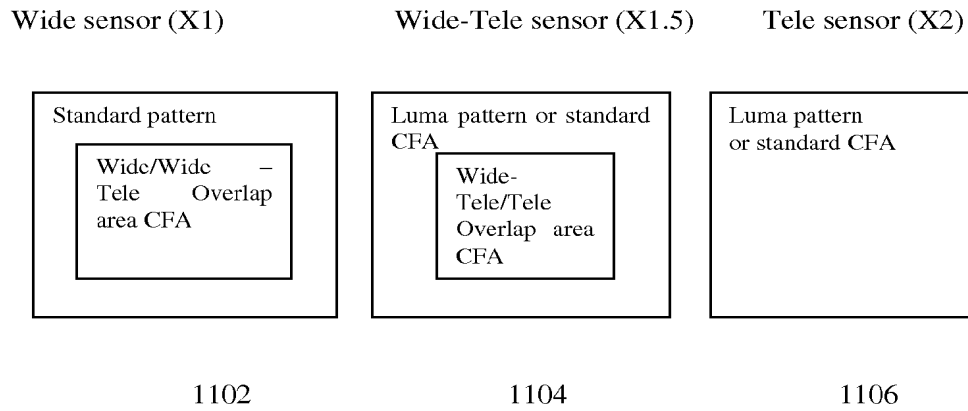 Wide sensor (X1) Wide-Tele sensor (X1.5) Tele sensor (X2)
Standard pattern
Wide/Wide –
Tele Overlap
area CFA
Luma pattern or standard
CFA
Wide-
Tele/Tele
Overlap area
CFA
Luma pattern
or standard CFA
1102 1104 1106